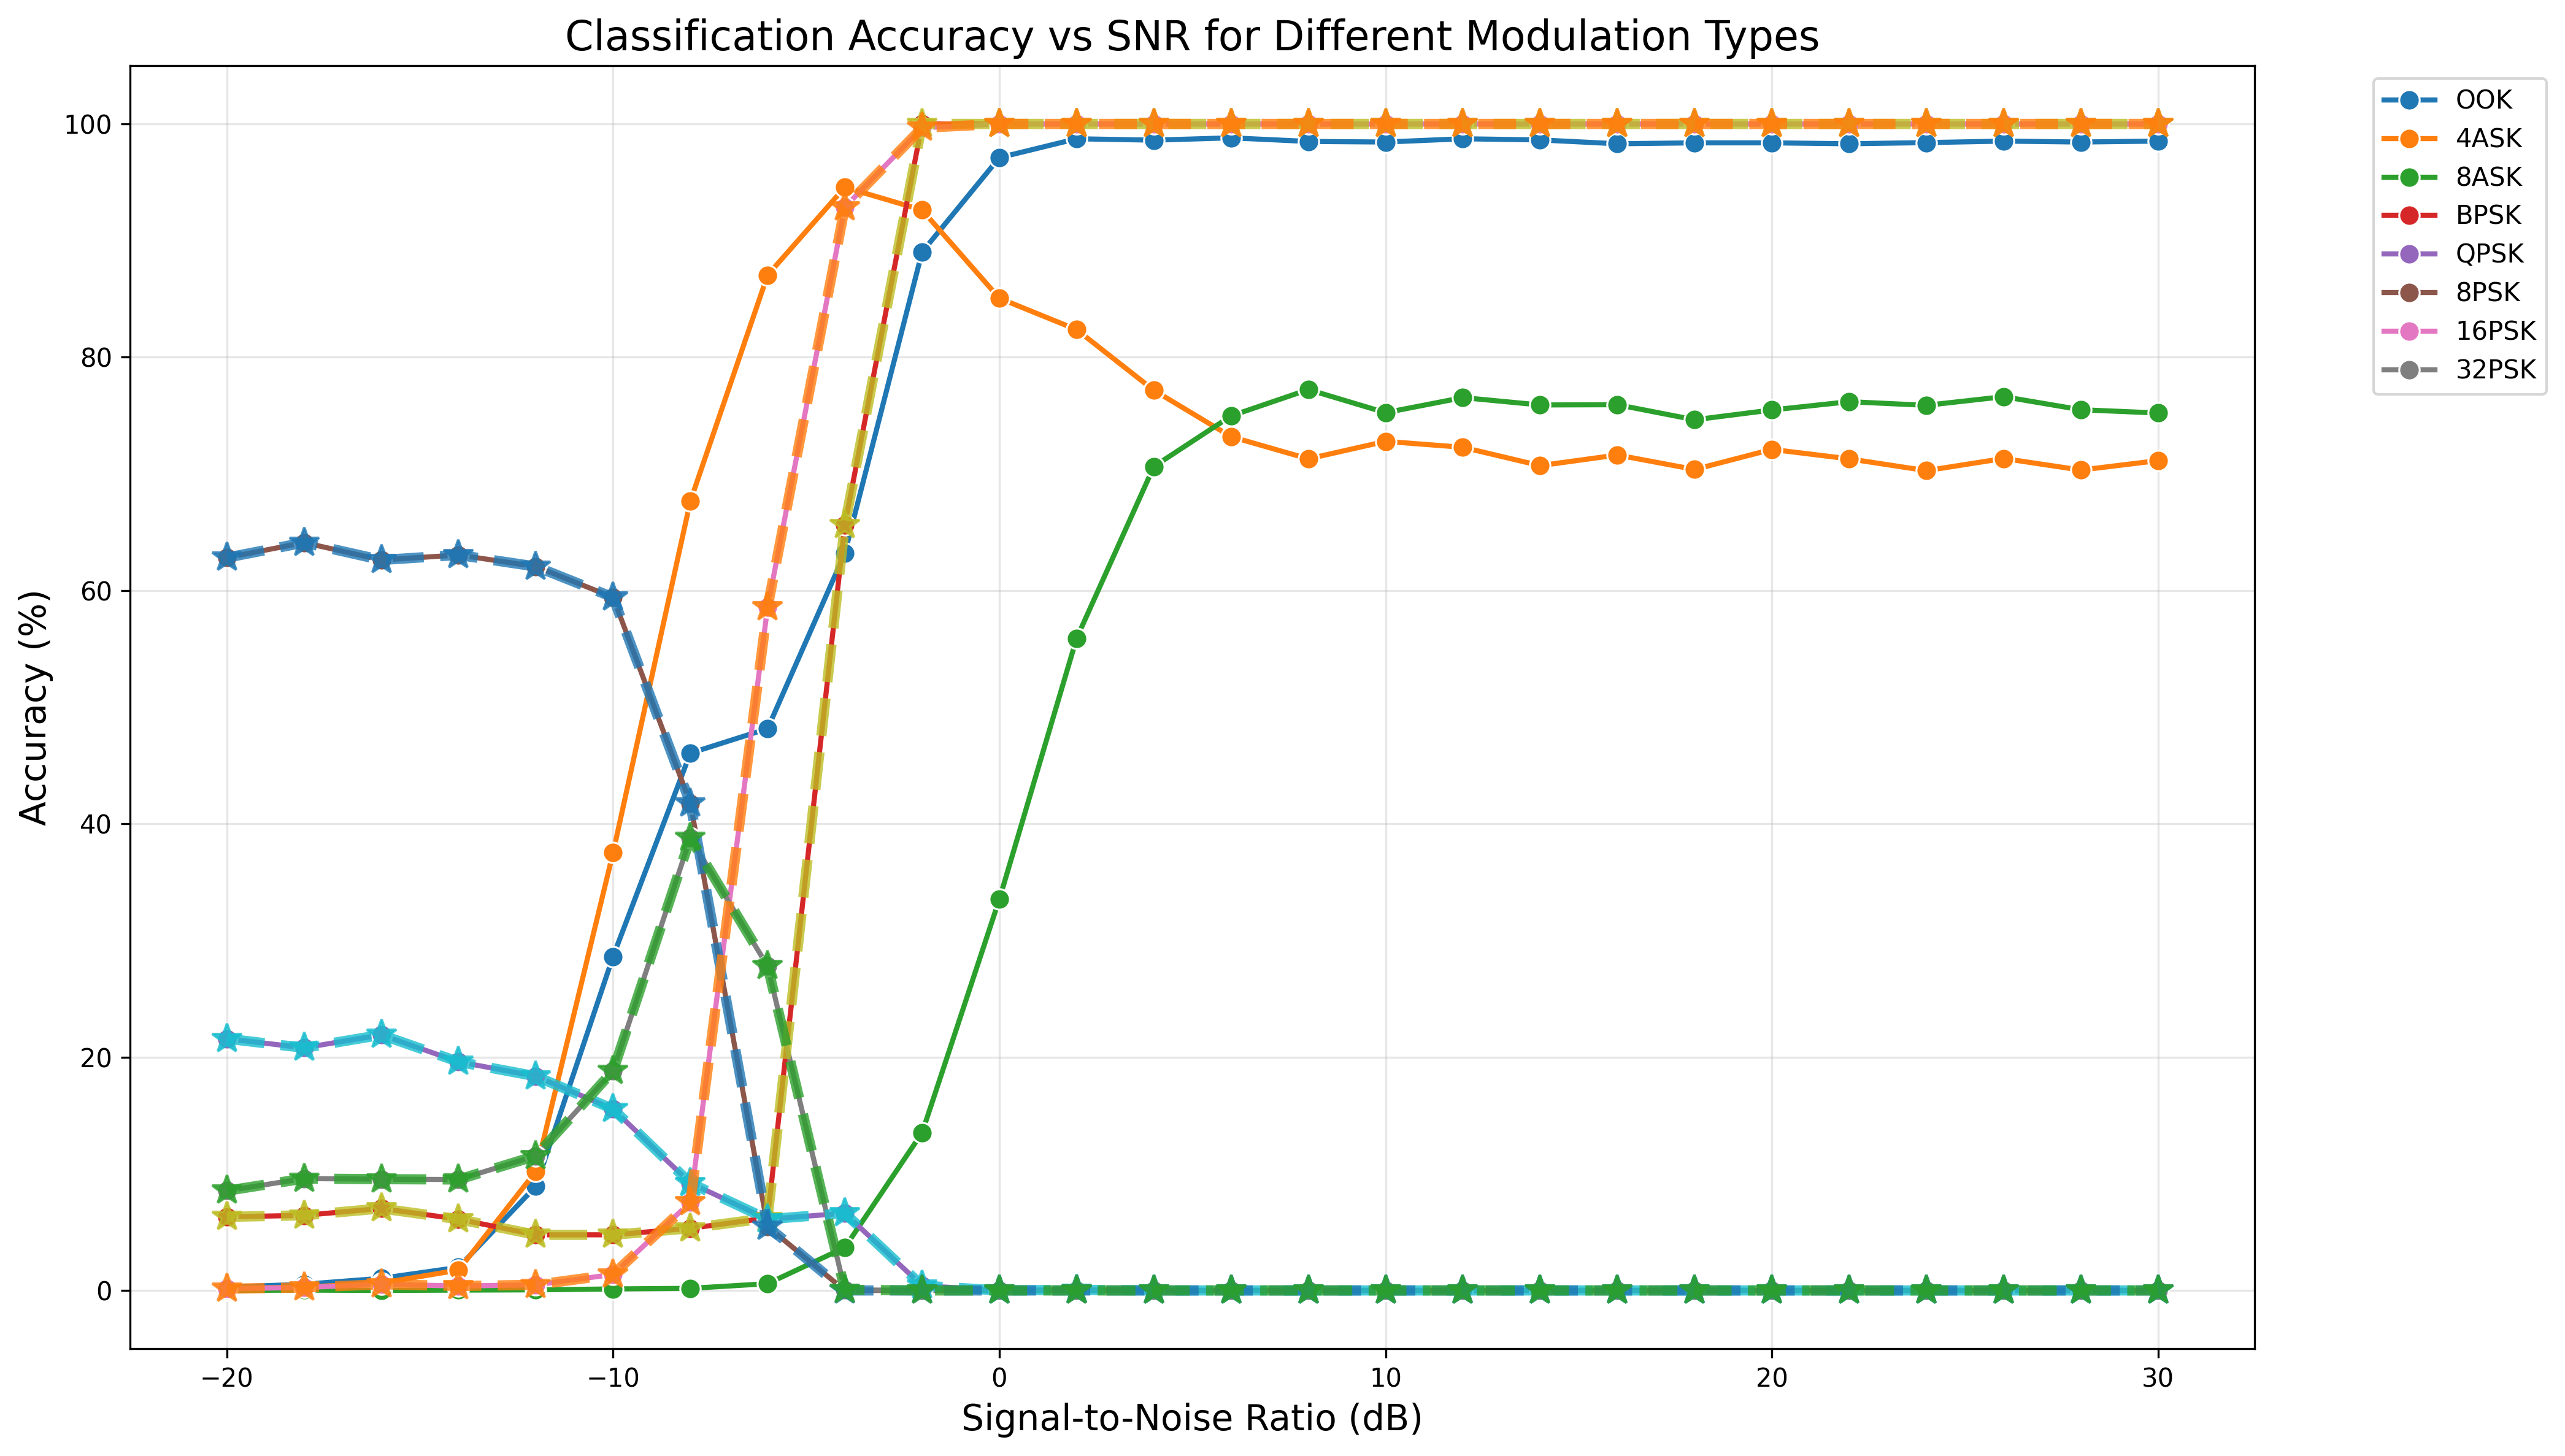 Classification Accuracy vs SNR for Different Modulation Types
100
80
60
40
20
0
Accuracy (%)
−20
−10
0
10
20
30
Signal-to-Noise Ratio (dB)
OOK
4ASK
8ASK
BPSK
QPSK
8PSK
16PSK
32PSK